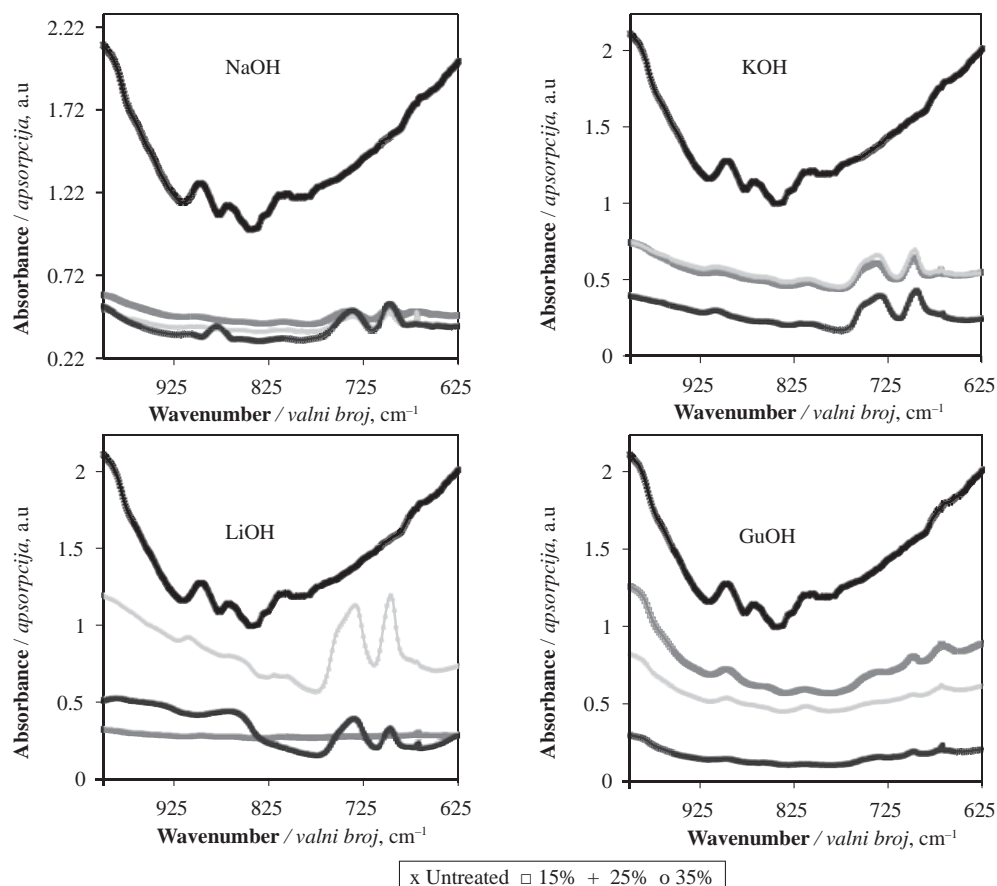 NaOH
2.22
1.72
1.22
0.72
0.22
925 825 725 625
Absorbance / apsorpcija, a.u
Wavenumber / valni broj, cm⁻¹
KOH
2
1.5
1
0.5
0
925 825 725 625
Absorbance / apsorpcija, a.u
Wavenumber / valni broj, cm⁻¹
LiOH
2
1.5
1
0.5
0
925 825 725 625
Absorbance / apsorpcija, a.u
Wavenumber / valni broj, cm⁻¹
GuOH
2
1.5
1
0.5
0
925 825 725 625
Absorbance / apsorpcija, a.u
Wavenumber / valni broj, cm⁻¹
x Untreated □ 15% + 25% o 35%